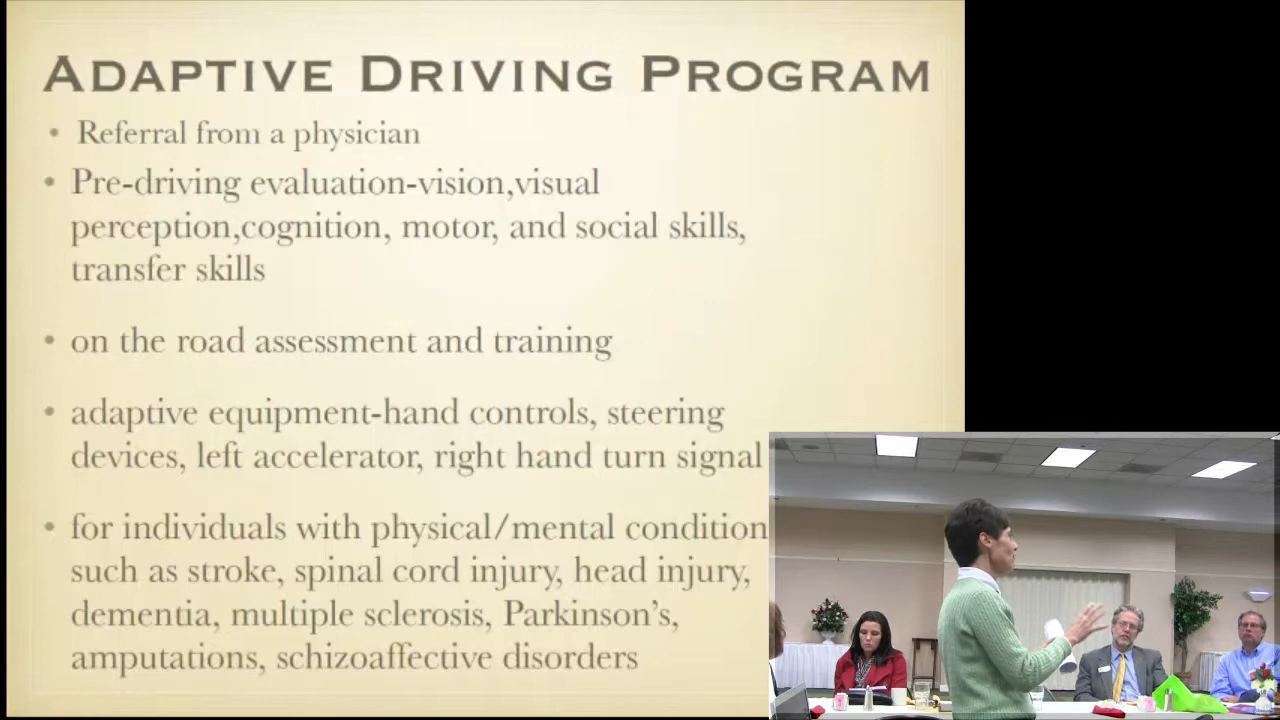 ADAPTIVE DRIVING PROGRAM
• Referral from a physician
• Pre-driving evaluation-vision,visual
perception,cognition, motor, and social skills,
transfer skills
• on the road assessment and training
• adaptive equipment-hand controls, steering
devices, left accelerator, right hand turn signal
• for individuals with physical/mental condition
such as stroke, spinal cord injury, head injury,
dementia, multiple sclerosis, Parkinson’s,
amputations, schizoaffective disorders